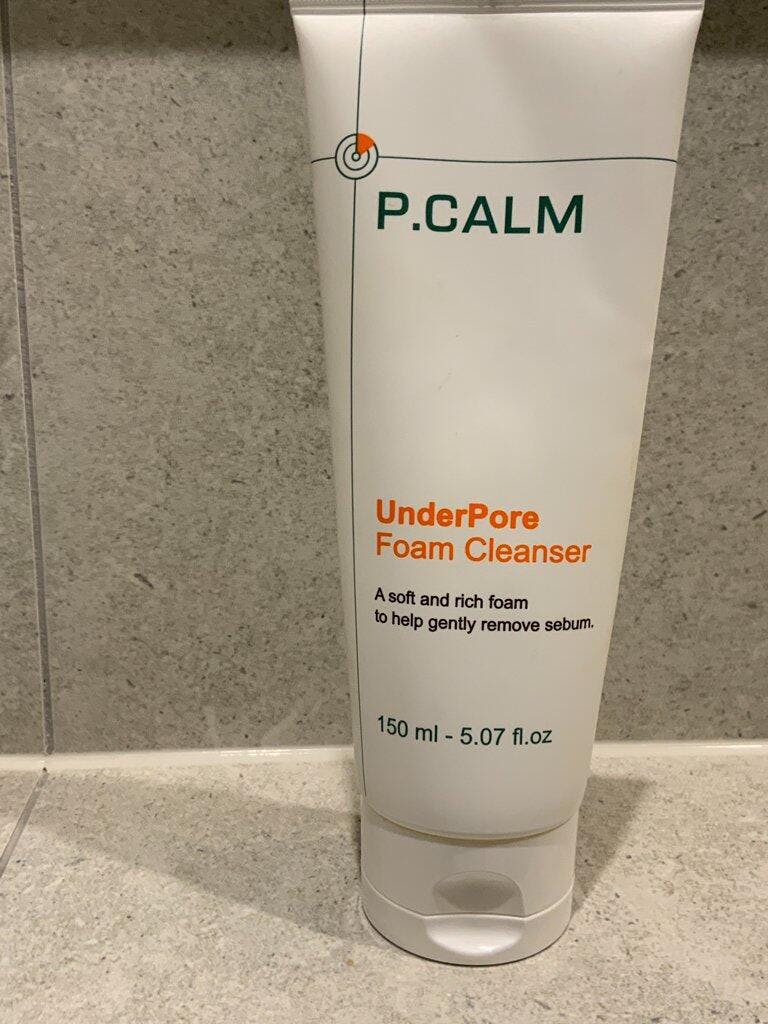 P.CALM
UnderPore
Foam Cleanser
A soft and rich foam
to help gently remove sebum.
150 ml - 5.07 fl.oz